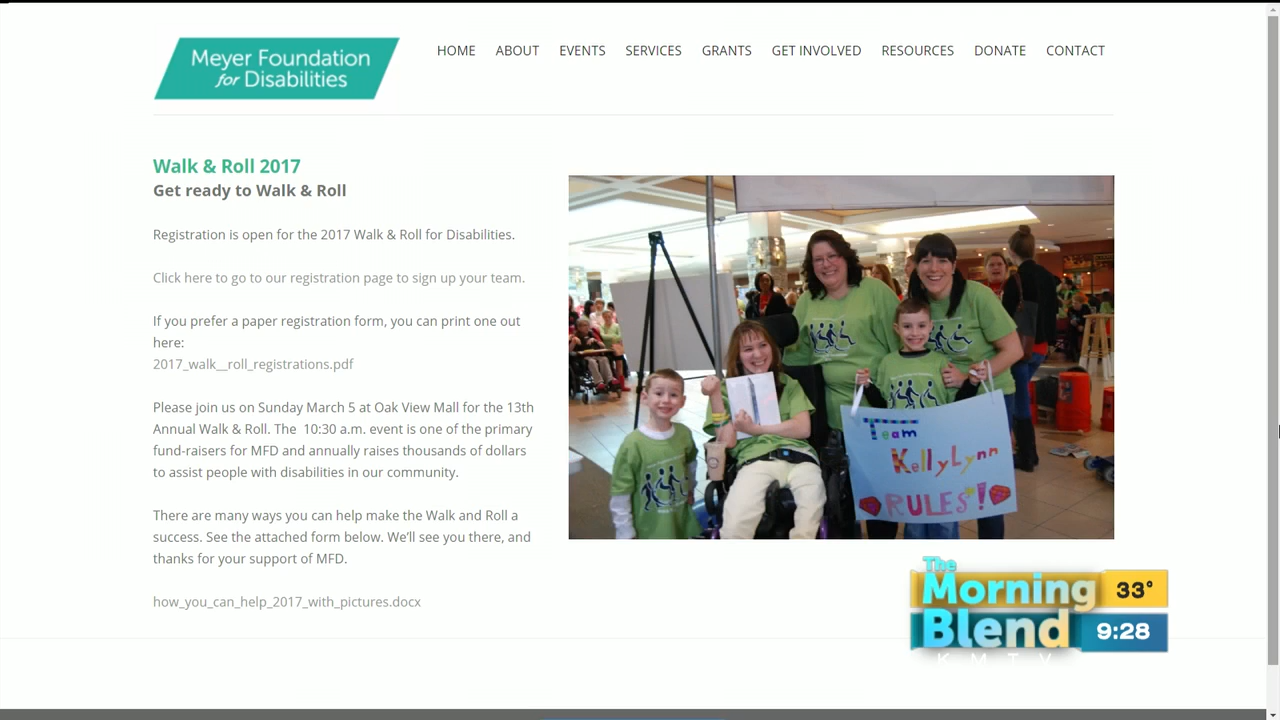 Meyer Foundation
for Disabilities
HOME ABOUT EVENTS SERVICES GRANTS GET INVOLVED RESOURCES DONATE CONTACT
Walk & Roll 2017
Get ready to Walk & Roll
Registration is open for the 2017 Walk & Roll for Disabilities.
Click here to go to our registration page to sign up your team.
If you prefer a paper registration form, you can print one out
here:
2017_walk__roll_registrations.pdf
Please join us on Sunday March 5 at Oak View Mall for the 13th
Annual Walk & Roll. The  10:30 a.m. event is one of the primary
fund-raisers for MFD and annually raises thousands of dollars
to assist people with disabilities in our community.
There are many ways you can help make the Walk and Roll a
success. See the attached form below. We'll see you there, and
thanks for your support of MFD.
how_you_can_help_2017_with_pictures.docx
Team
KellyLynn
RULES!
The
Morning
Blend
KMTV
33°
9:28